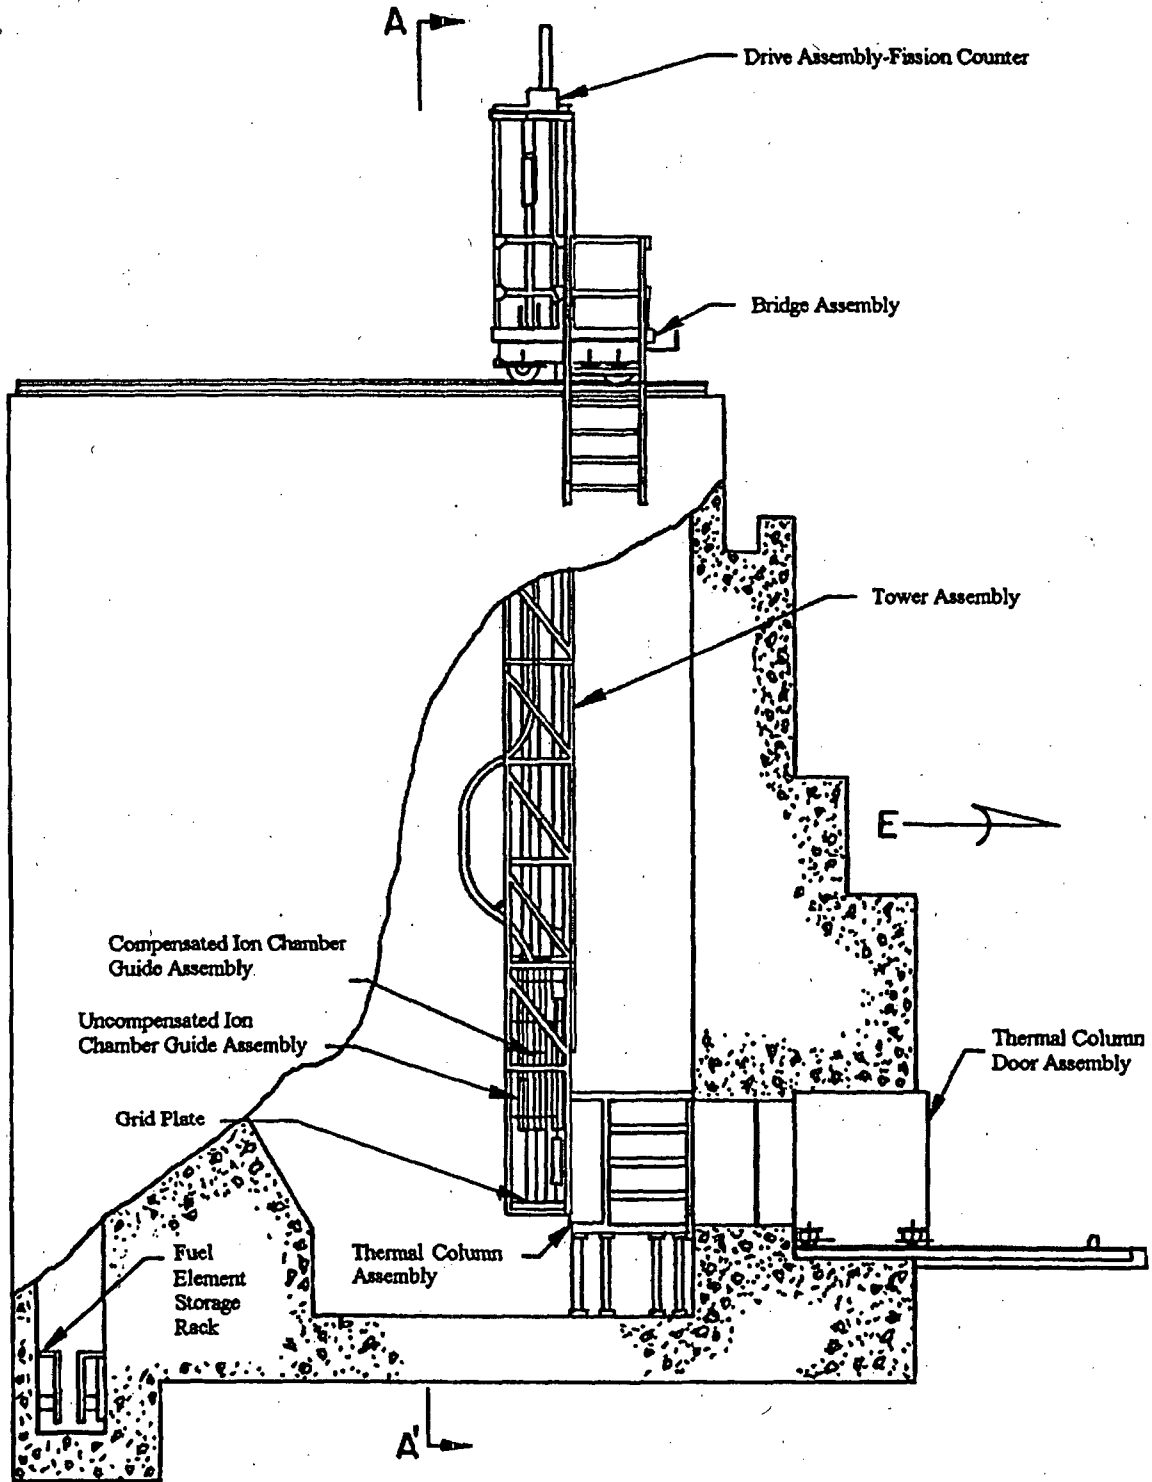 A
Drive Assembly-Fission Counter
Bridge Assembly
Tower Assembly
E
Compensated Ion Chamber
Guide Assembly
Uncompensated Ion
Chamber Guide Assembly
Thermal Column
Door Assembly
Grid Plate
Fuel
Element
Storage
Rack
Thermal Column
Assembly
A'